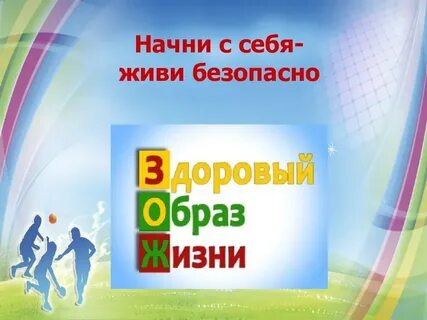 Начни с себя-
живи безопасно
Здоровый
Образ
Жизни